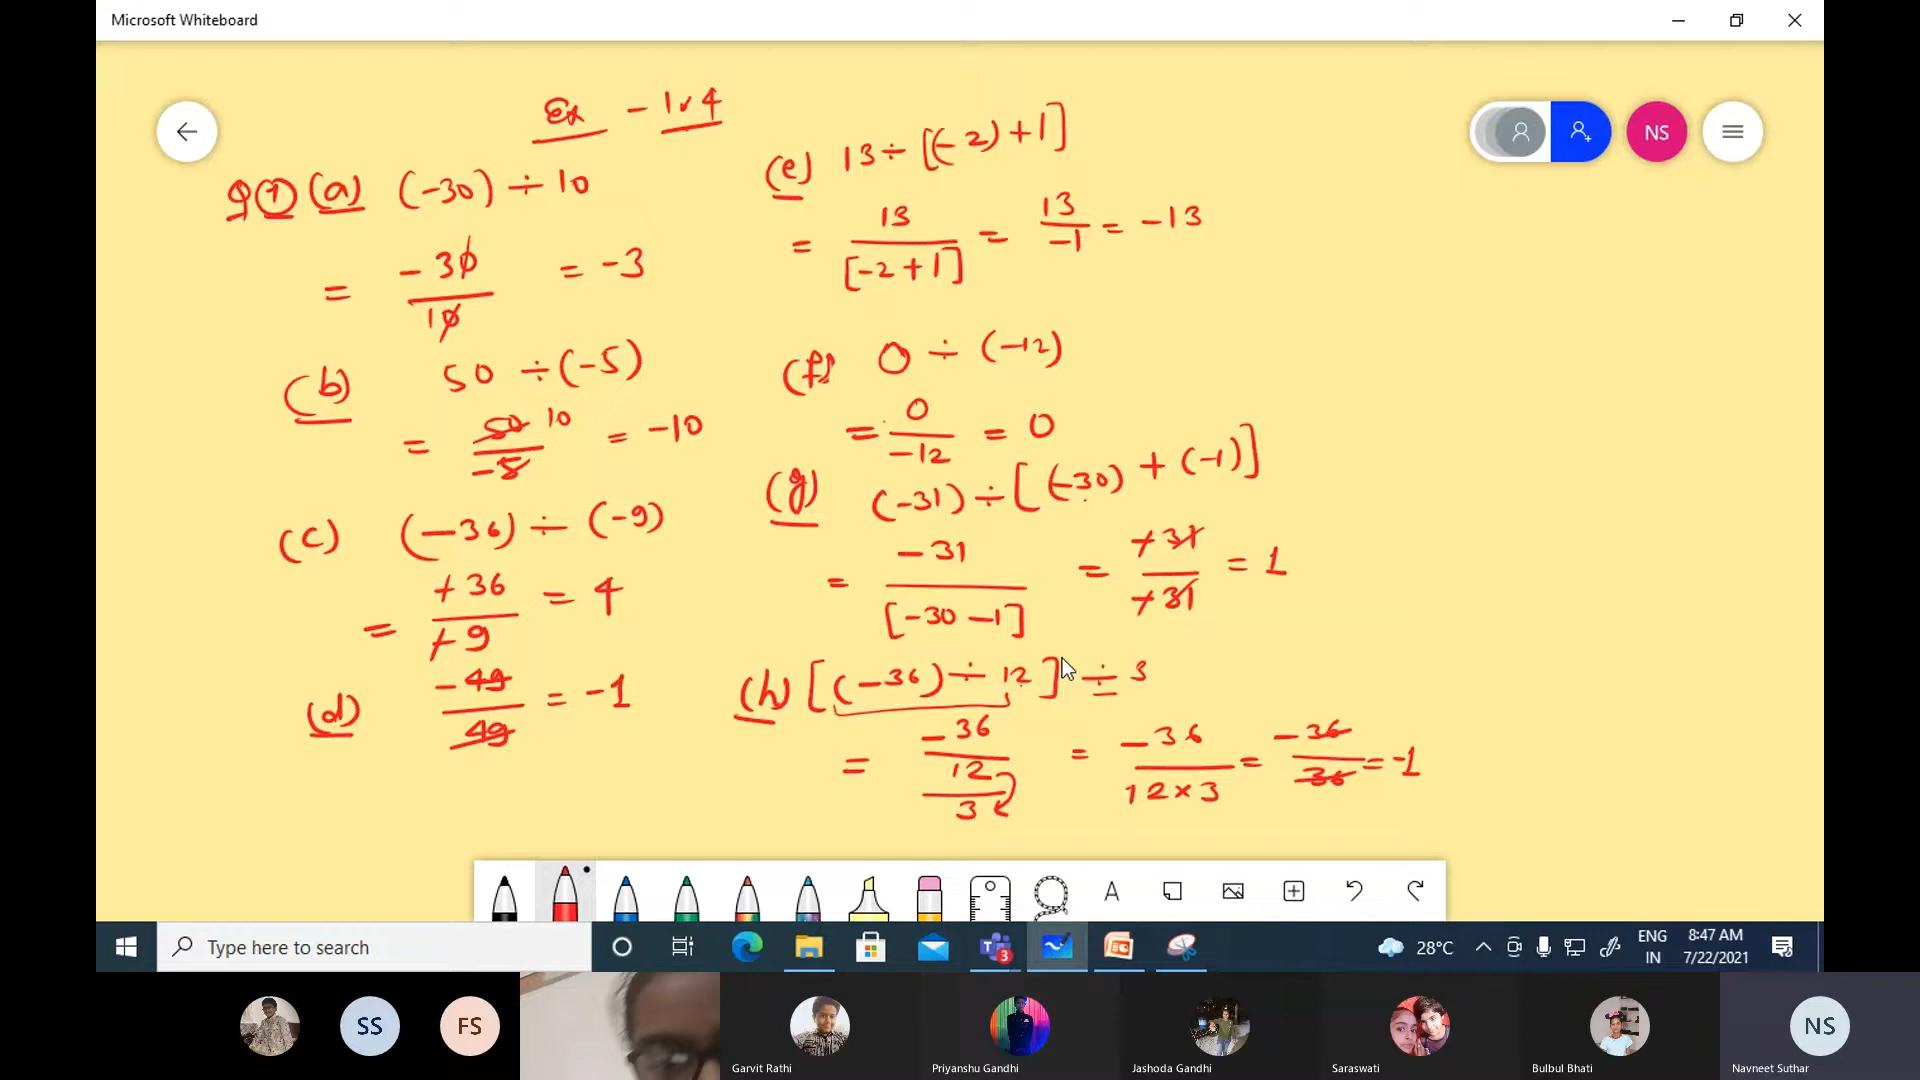 Microsoft Whiteboard
Ex - 1.4
Q 1 (a) (-30) ÷ 10
= -30/10 = -3
(b) 50 ÷ (-5)
= 50/-5 10 = -10
(c) (-36) ÷ (-9)
= +36/+9 = 4
(d) -49/49 = -1
(e) 13 ÷ [(-2) + 1]
= 13/[-2 + 1] = 13/-1 = -13
(f) 0 ÷ (-12)
= 0/-12 = 0
(g) (-31) ÷ [(-30) + (-1)]
= -31/[-30 - 1] = +31/+31 = 1
(h) [(-36) ÷ 12] ÷ 3
= -36/12/3 = -36/12 × 3 = -36/36 = -1
NS
A
Type here to search
3
28°C
ENG
IN
8:47 AM
7/22/2021
SS
FS
NS
Garvit Rathi
Priyanshu Gandhi
Jashoda Gandhi
Saraswati
Bulbul Bhati
Navneet Suthar